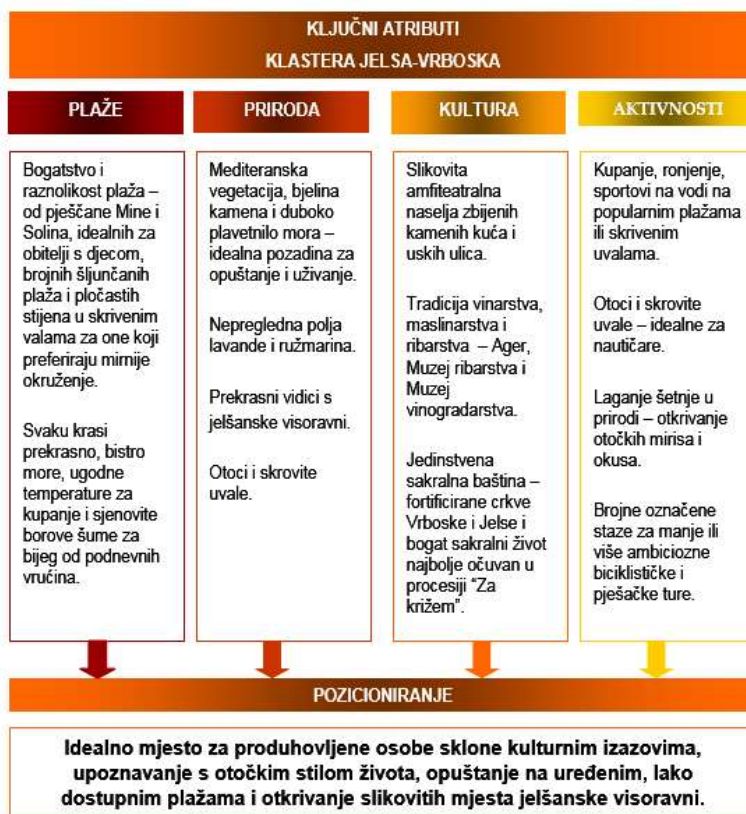 KLJUČNI ATRIBUTI
KLASTERA JELSA-VRBOSKA
PLAŽE
Bogatstvo i
raznolikost plaža –
od pješčane Mine i
Solina, idealnih za
obitelji s djecom,
brojnih šljunčanih
plaža i pločastih
stijena u skrivenim
valama za one koji
preferiraju mirnije
okruženje.
Svaku krasi
prekrasno, bistro
more, ugodne
temperature za
kupanje i sjenovite
borove šume za
bijeg od podnevnih
vrućina.
PRIRODA
Mediteranska
vegetacija, bjelina
kamena i duboko
plavetnilo mora –
idealna pozadina za
opuštanje i uživanje.
Nepregledna polja
lavande i ružmarina.
Prekrasni vidici s
jelšanske visoravni.
Otoci i skrovite
uvale.
KULTURA
Slikovita
amfiteatralna
naselja zbijenih
kamenih kuća i
uskih ulica.
Tradicija vinarstva,
maslinarstva i
ribarstva – Ager,
Muzej ribarstva i
Muzej
vinogradarstva.
Jedinstvena
sakralna baština –
fortificirane crkve
Vrboske i Jelse i
bogat sakralni život
najbolje očuvan u
procesiji “Za
križem”.
AKTIVNOSTI
Kupanje, ronjenje,
sportovi na vodi na
popularnim plažama
ili skrivenim
uvalama.
Otoci i skrovite
uvale – idealne za
nautičare.
Laganje šetnje u
prirodi – otkrivanje
otočkih mirisa i
okusa.
Brojne označene
staze za manje ili
više ambiciozne
biciklističke i
pješačke ture.
POZICIONIRANJE
Idealno mjesto za produhovljene osobe sklone kulturnim izazovima,
upoznavanje s otočkim stilom života, opuštanje na uređenim, lako
dostupnim plažama i otkrivanje slikovitih mjesta jelšanske visoravni.